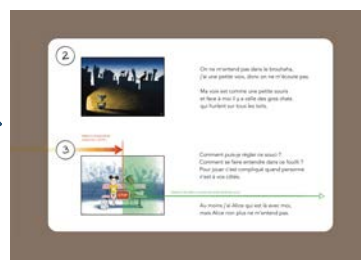 2
On ne m'entend pas dans le brouhaha,
j'ai une petite voix, donc on ne m'écoute pas.
Ma voix est comme une petite souris
et face à moi il y a celle des gros chats
qui hurlent sur tous les toits.
3
Comment puis-je régler ce souci ?
Comment se faire entendre dans ce fouilli ?
Pour jouer c'est compliqué quand personne
n'est à vos côtés.
Au moins j'ai Alice qui est là avec moi,
mais Alice non plus ne m'entend pas.